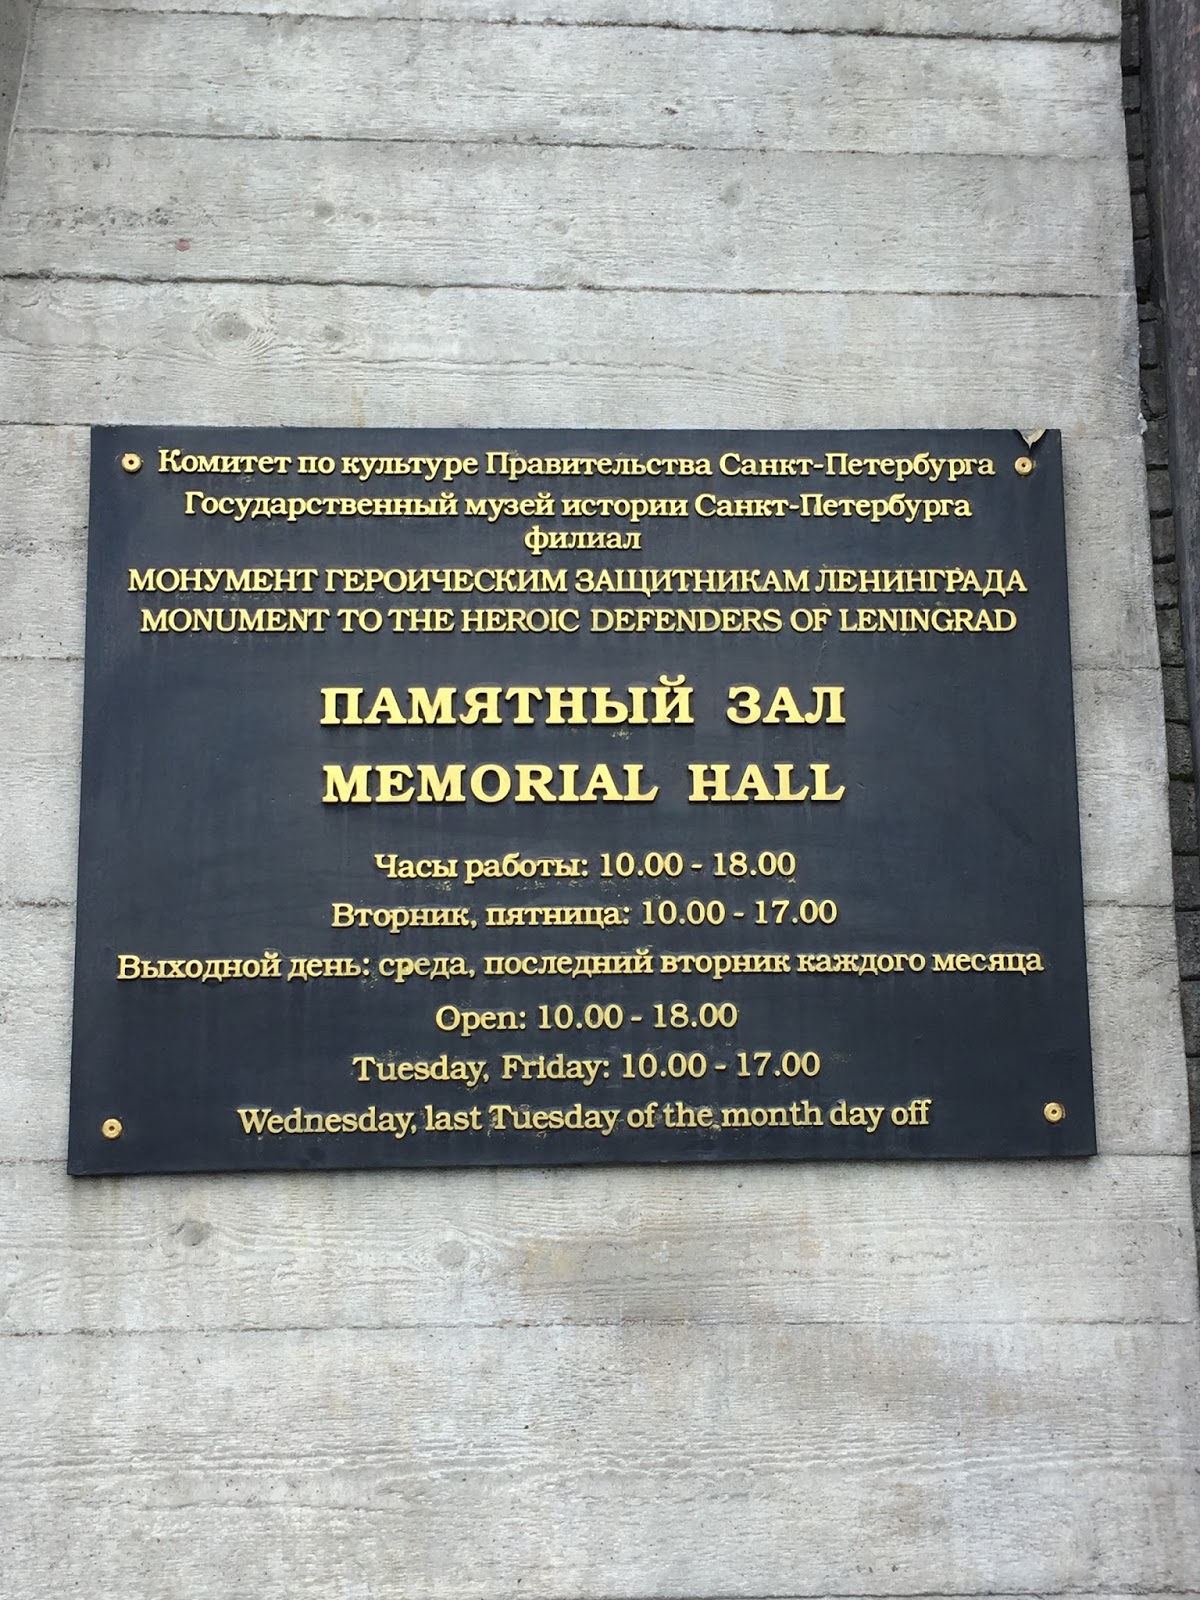 Комитет по культуре Правительства Санкт-Петербурга
Государственный музей истории Санкт-Петербурга
филиал
МОНУМЕНТ ГЕРОИЧЕСКИМ ЗАЩИТНИКАМ ЛЕНИНГРАДА
MONUMENT TO THE HEROIC DEFENDERS OF LENINGRAD
ПАМЯТНЫЙ ЗАЛ
MEMORIAL HALL
Часы работы: 10.00 - 18.00
Вторник, пятница: 10.00 - 17.00
Выходной день: среда, последний вторник каждого месяца
Open: 10.00 - 18.00
Tuesday, Friday: 10.00 - 17.00
Wednesday, last Tuesday of the month day off